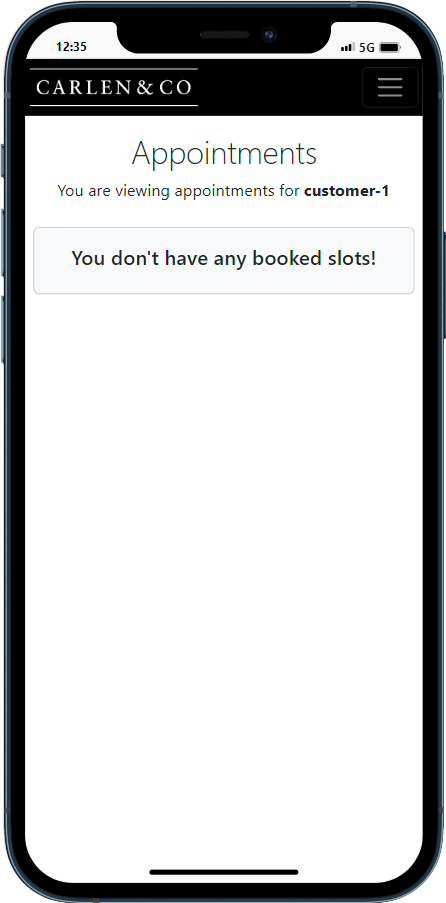 12:35
5G
CARLEN & CO
Appointments
You are viewing appointments for customer-1
You don't have any booked slots!